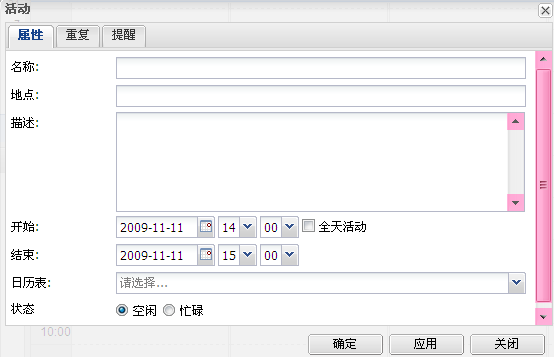 活动
属性 重复 提醒
名称:
地点:
描述:
开始: 2009-11-11 14 00 全天活动
结束: 2009-11-11 15 00
日历表: 请选择...
状态 空闲 忙碌
10:00
确定 应用 关闭